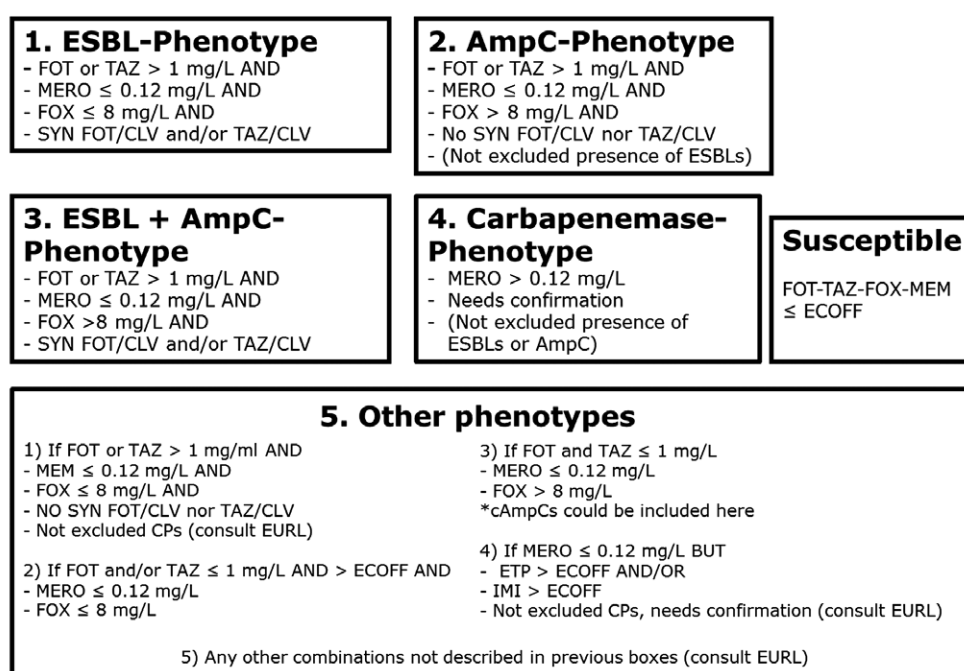 1. ESBL-Phenotype
- FOT or TAZ > 1 mg/L AND
- MERO ≤ 0.12 mg/L AND
- FOX ≤ 8 mg/L AND
- SYN FOT/CLV and/or TAZ/CLV
2. AmpC-Phenotype
- FOT or TAZ > 1 mg/L AND
- MERO ≤ 0.12 mg/L AND
- FOX > 8 mg/L AND
- No SYN FOT/CLV nor TAZ/CLV
- (Not excluded presence of ESBLs)
3. ESBL + AmpC-
Phenotype
- FOT or TAZ > 1 mg/L AND
- MERO ≤ 0.12 mg/L AND
- FOX >8 mg/L AND
- SYN FOT/CLV and/or TAZ/CLV
4. Carbapenemase-
Phenotype
- MERO > 0.12 mg/L
- Needs confirmation
- (Not excluded presence of
ESBLs or AmpC)
Susceptible
FOT-TAZ-FOX-MEM
≤ ECOFF
5. Other phenotypes
1) If FOT or TAZ > 1 mg/ml AND
- MEM ≤ 0.12 mg/L AND
- FOX ≤ 8 mg/L AND
- NO SYN FOT/CLV nor TAZ/CLV
- Not excluded CPs (consult EURL)
2) If FOT and/or TAZ ≤ 1 mg/L AND > ECOFF AND
- MERO ≤ 0.12 mg/L
- FOX ≤ 8 mg/L
3) If FOT and TAZ ≤ 1 mg/L
- MERO ≤ 0.12 mg/L
- FOX > 8 mg/L
*cAmpCs could be included here
4) If MERO ≤ 0.12 mg/L BUT
- ETP > ECOFF AND/OR
- IMI > ECOFF
- Not excluded CPs, needs confirmation (consult EURL)
5) Any other combinations not described in previous boxes (consult EURL)